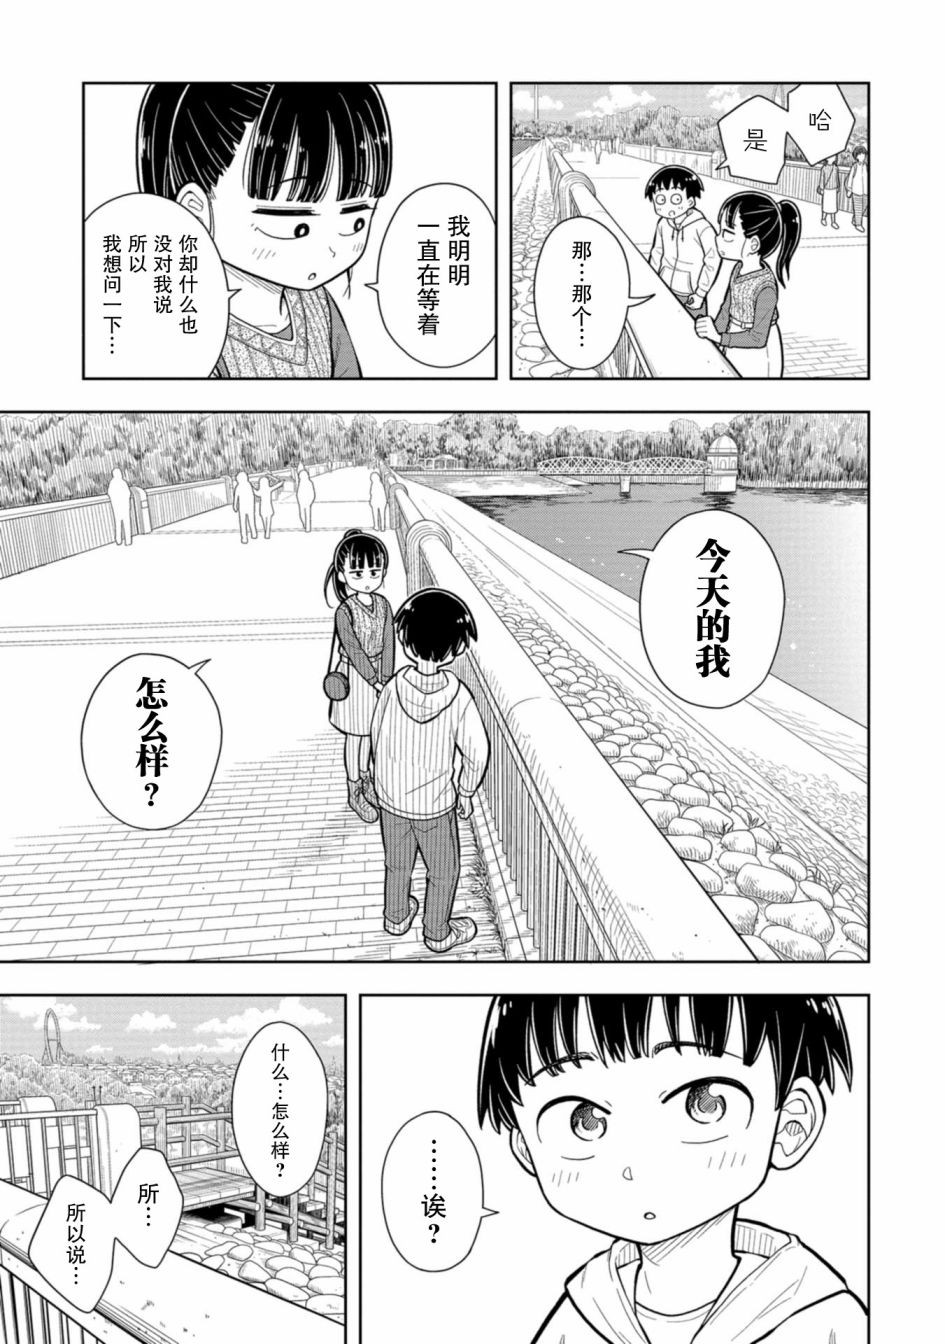 哈
是
那…那个…
我明明
一直在等着
你却什么也
没对我说
所以
我想问一下…
今天的我
怎么样？
……诶？
什么…怎么样？
所…
所以说…